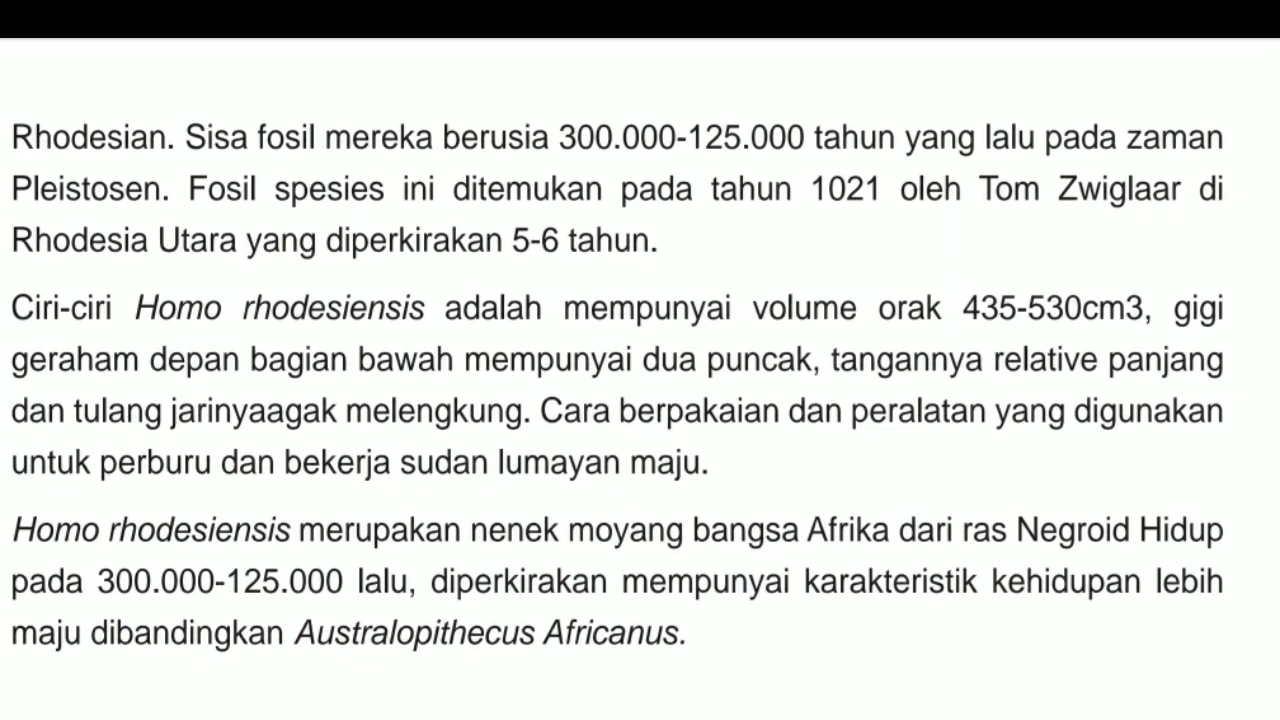 Rhodesian. Sisa fosil mereka berusia 300.000-125.000 tahun yang lalu pada zaman
Pleistosen. Fosil spesies ini ditemukan pada tahun 1021 oleh Tom Zwiglaar di
Rhodesia Utara yang diperkirakan 5-6 tahun.
Ciri-ciri Homo rhodesiensis adalah mempunyai volume orak 435-530cm3, gigi
geraham depan bagian bawah mempunyai dua puncak, tangannya relative panjang
dan tulang jarinyaagak melengkung. Cara berpakaian dan peralatan yang digunakan
untuk perburu dan bekerja sudan lumayan maju.
Homo rhodesiensis merupakan nenek moyang bangsa Afrika dari ras Negroid Hidup
pada 300.000-125.000 lalu, diperkirakan mempunyai karakteristik kehidupan lebih
maju dibandingkan Australopithecus Africanus.